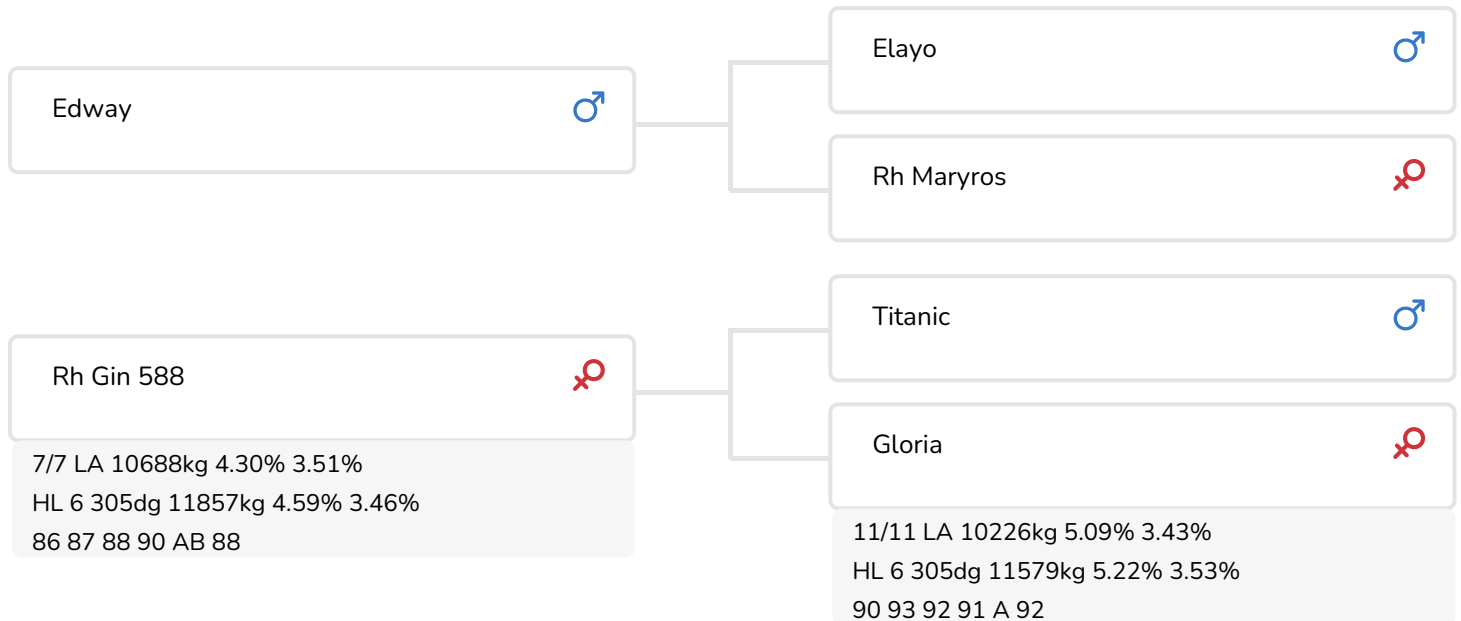 Edway
Elayo
Rh Maryros
Rh Gin 588
7/7 LA 10688kg 4.30% 3.51%
HL 6 305dg 11857kg 4.59% 3.46%
86 87 88 90 AB 88
Titanic
Gloria
11/11 LA 10226kg 5.09% 3.43%
HL 6 305dg 11579kg 5.22% 3.53%
90 93 92 91 A 92